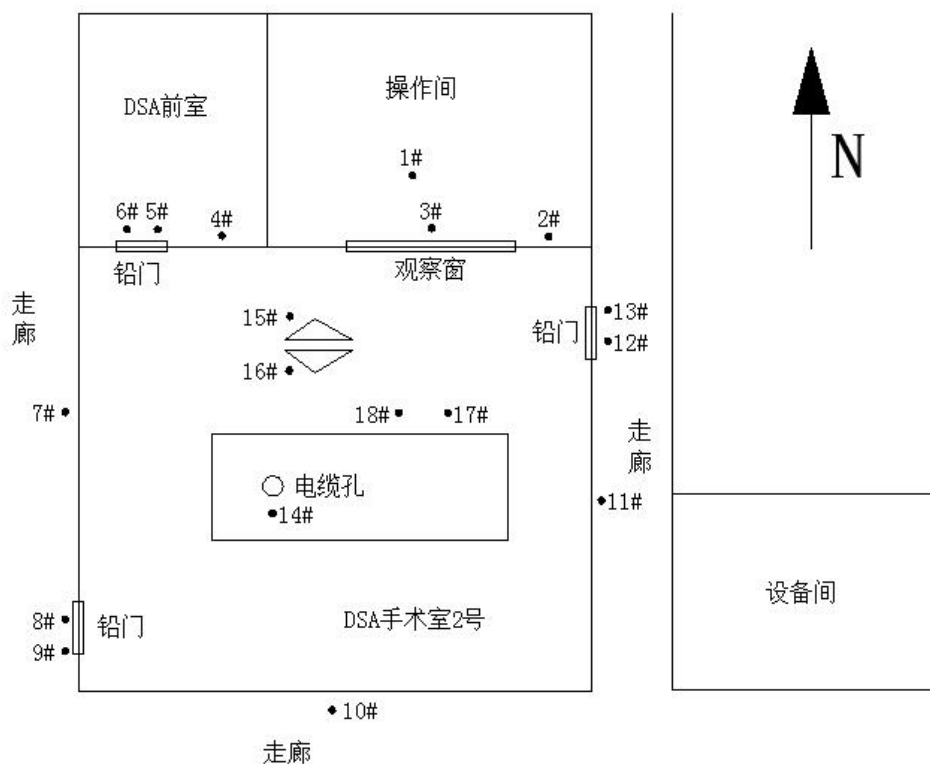 DSA前室
操作间
1#
N
6#
5#
4#
3#
2#
铅门
观察窗
走廊
15#
铅门
13#
12#
16#
7#
18#
17#
走廊
电缆孔
14#
11#
8#
铅门
DSA手术室2号
设备间
9#
10#
走廊